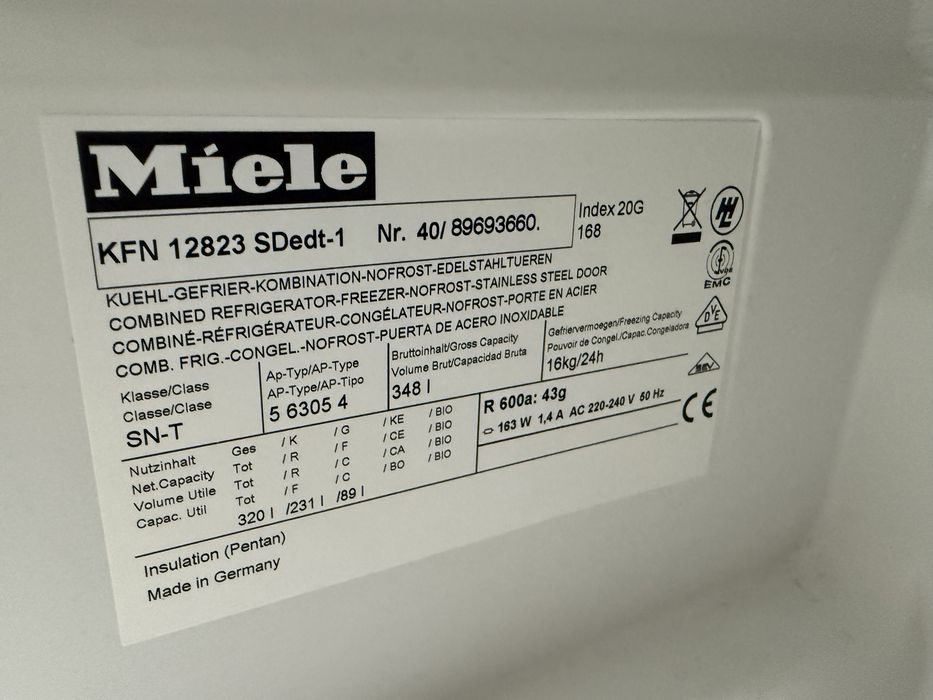 Miele
KFN 12823 SDedt-1 Nr. 40/ 89693660.
Index 20G
168
KUEHL-GEFRIER-KOMBINATION-NOFROST-EDELSTAHLTUEREN
COMBINED REFRIGERATOR-FREEZER-NOFROST-STAINLESS STEEL DOOR
COMBINÉ-RÉFRIGÉRATEUR-CONGÉLATEUR-NOFROST-PORTE EN ACIER
COMB. FRIG.-CONGEL.-NOFROST-PUERTA DE ACERO INOXIDABLE
EMC
Klasse/Class
Classe/Clase
SN-T
Ap-Typ/AP-Type
AP-Type/AP-Tipo
5 6305 4
Bruttoinhalt/Gross Capacity
Volume Brut/Capacidad Bruta
348 l
Gefriervermoegen/Freezing Capacity
Pouvoir de Congel./Capac.Congeladora
16kg/24h
Nutzinhalt Ges / K / G / KE / BIO
Net.Capacity Tot / R / F / CE / BIO
Volume Utile Tot / R / C / CA / BIO
Capac. Util Tot / F / C / BO / BIO
320 l /231 l /89 l
R 600a: 43g
163 W 1,4 A AC 220-240 V 50 Hz
CE
Insulation (Pentan)
Made in Germany